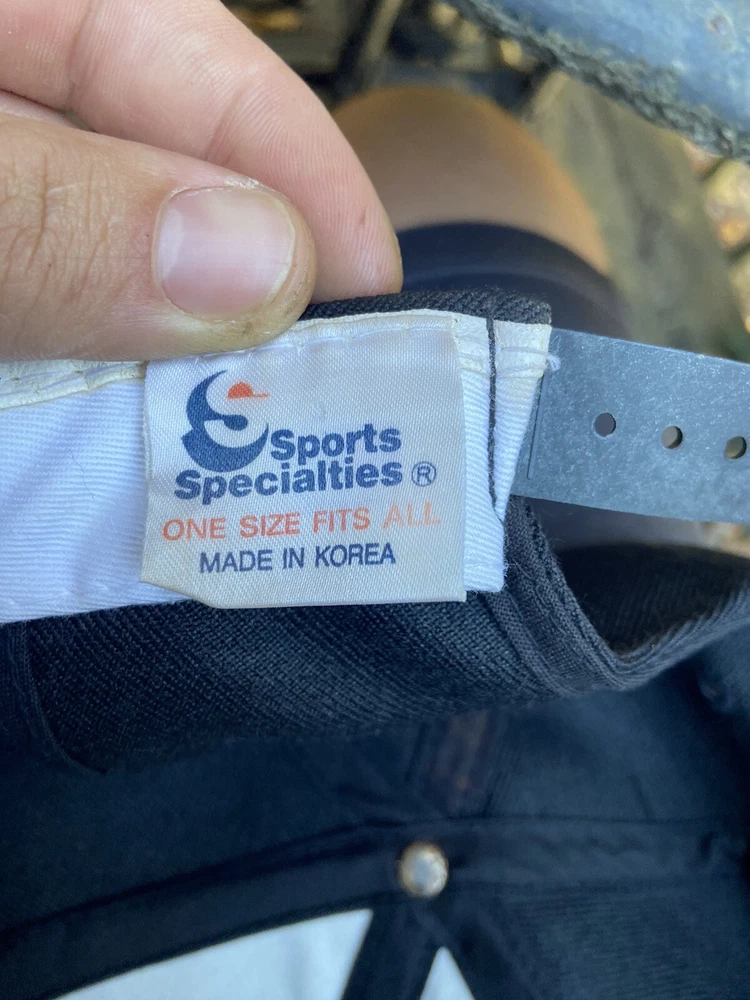 Sports
Specialties ®
ONE SIZE FITS ALL
MADE IN KOREA